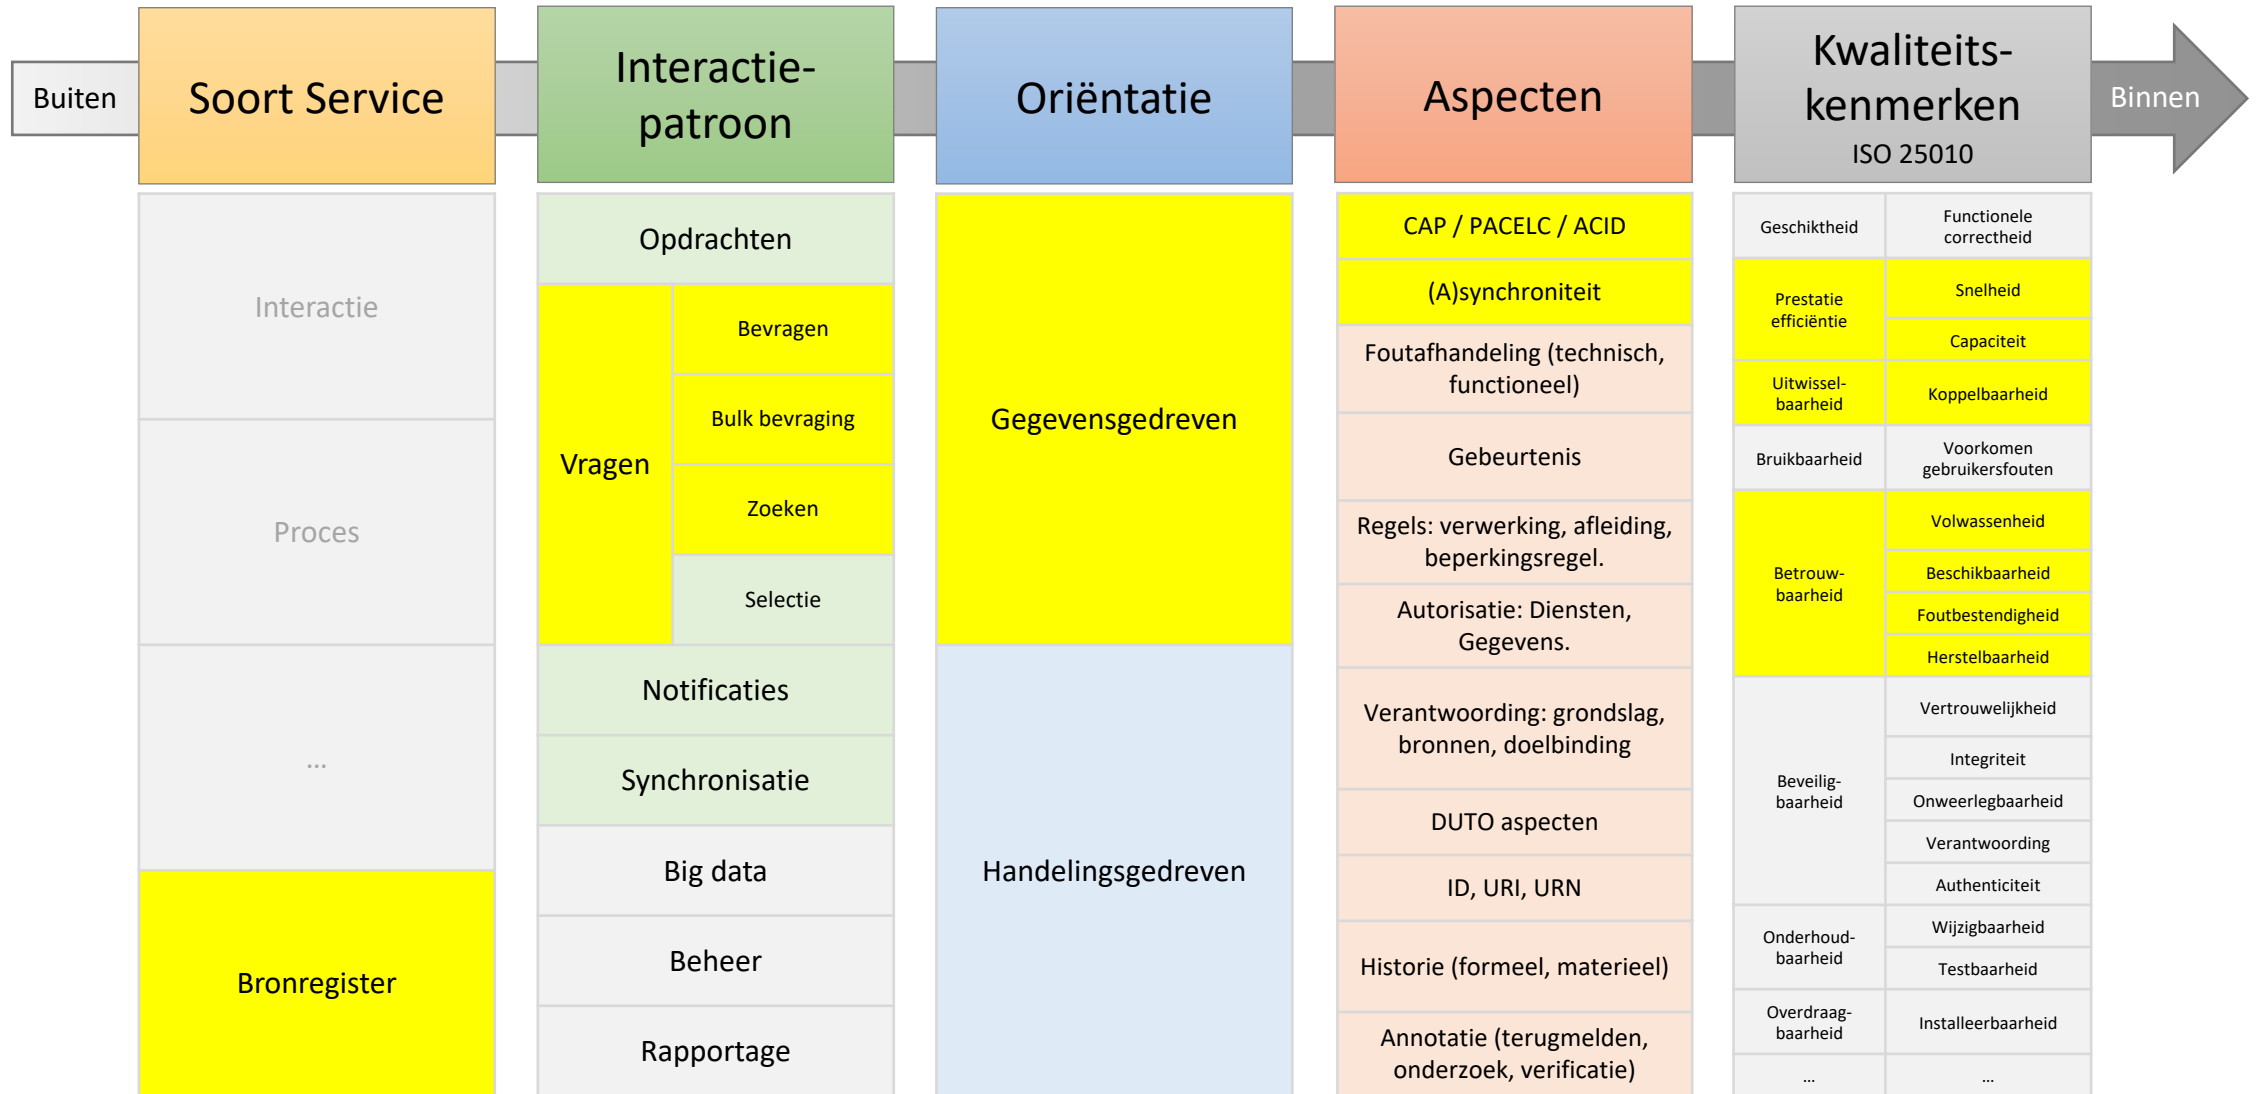 Buiten
Soort Service
Interactie-
patroon
Oriëntatie
Aspecten
Kwaliteits-
kenmerken
ISO 25010
Binnen
Interactie
Proces
...
Bronregister
Opdrachten
Vragen
Bevragen
Bulk bevraging
Zoeken
Selectie
Notificaties
Synchronisatie
Big data
Beheer
Rapportage
Gegevensgedreven
Handelingsgedreven
CAP / PACELC / ACID
(A)synchroniteit
Foutafhandeling (technisch,
functioneel)
Gebeurtenis
Regels: verwerking, afleiding,
beperkingsregel.
Autorisatie: Diensten,
Gegevens.
Verantwoording: grondslag,
bronnen, doelbinding
DUTO aspecten
ID, URI, URN
Historie (formeel, materieel)
Annotatie (terugmelden,
onderzoek, verificatie)
Geschiktheid
Functionele
correctheid
Prestatie
efficiëntie
Snelheid
Capaciteit
Uitwissel-
baarheid
Koppelbaarheid
Bruikbaarheid
Voorkomen
gebruikersfouten
Betrouw-
baarheid
Volwassenheid
Beschikbaarheid
Foutbestendigheid
Herstelbaarheid
Beveilig-
baarheid
Vertrouwelijkheid
Integriteit
Onweerlegbaarheid
Verantwoording
Authenticiteit
Onderhoud-
baarheid
Wijzigbaarheid
Testbaarheid
Overdraag-
baarheid
Installeerbaarheid
...
...